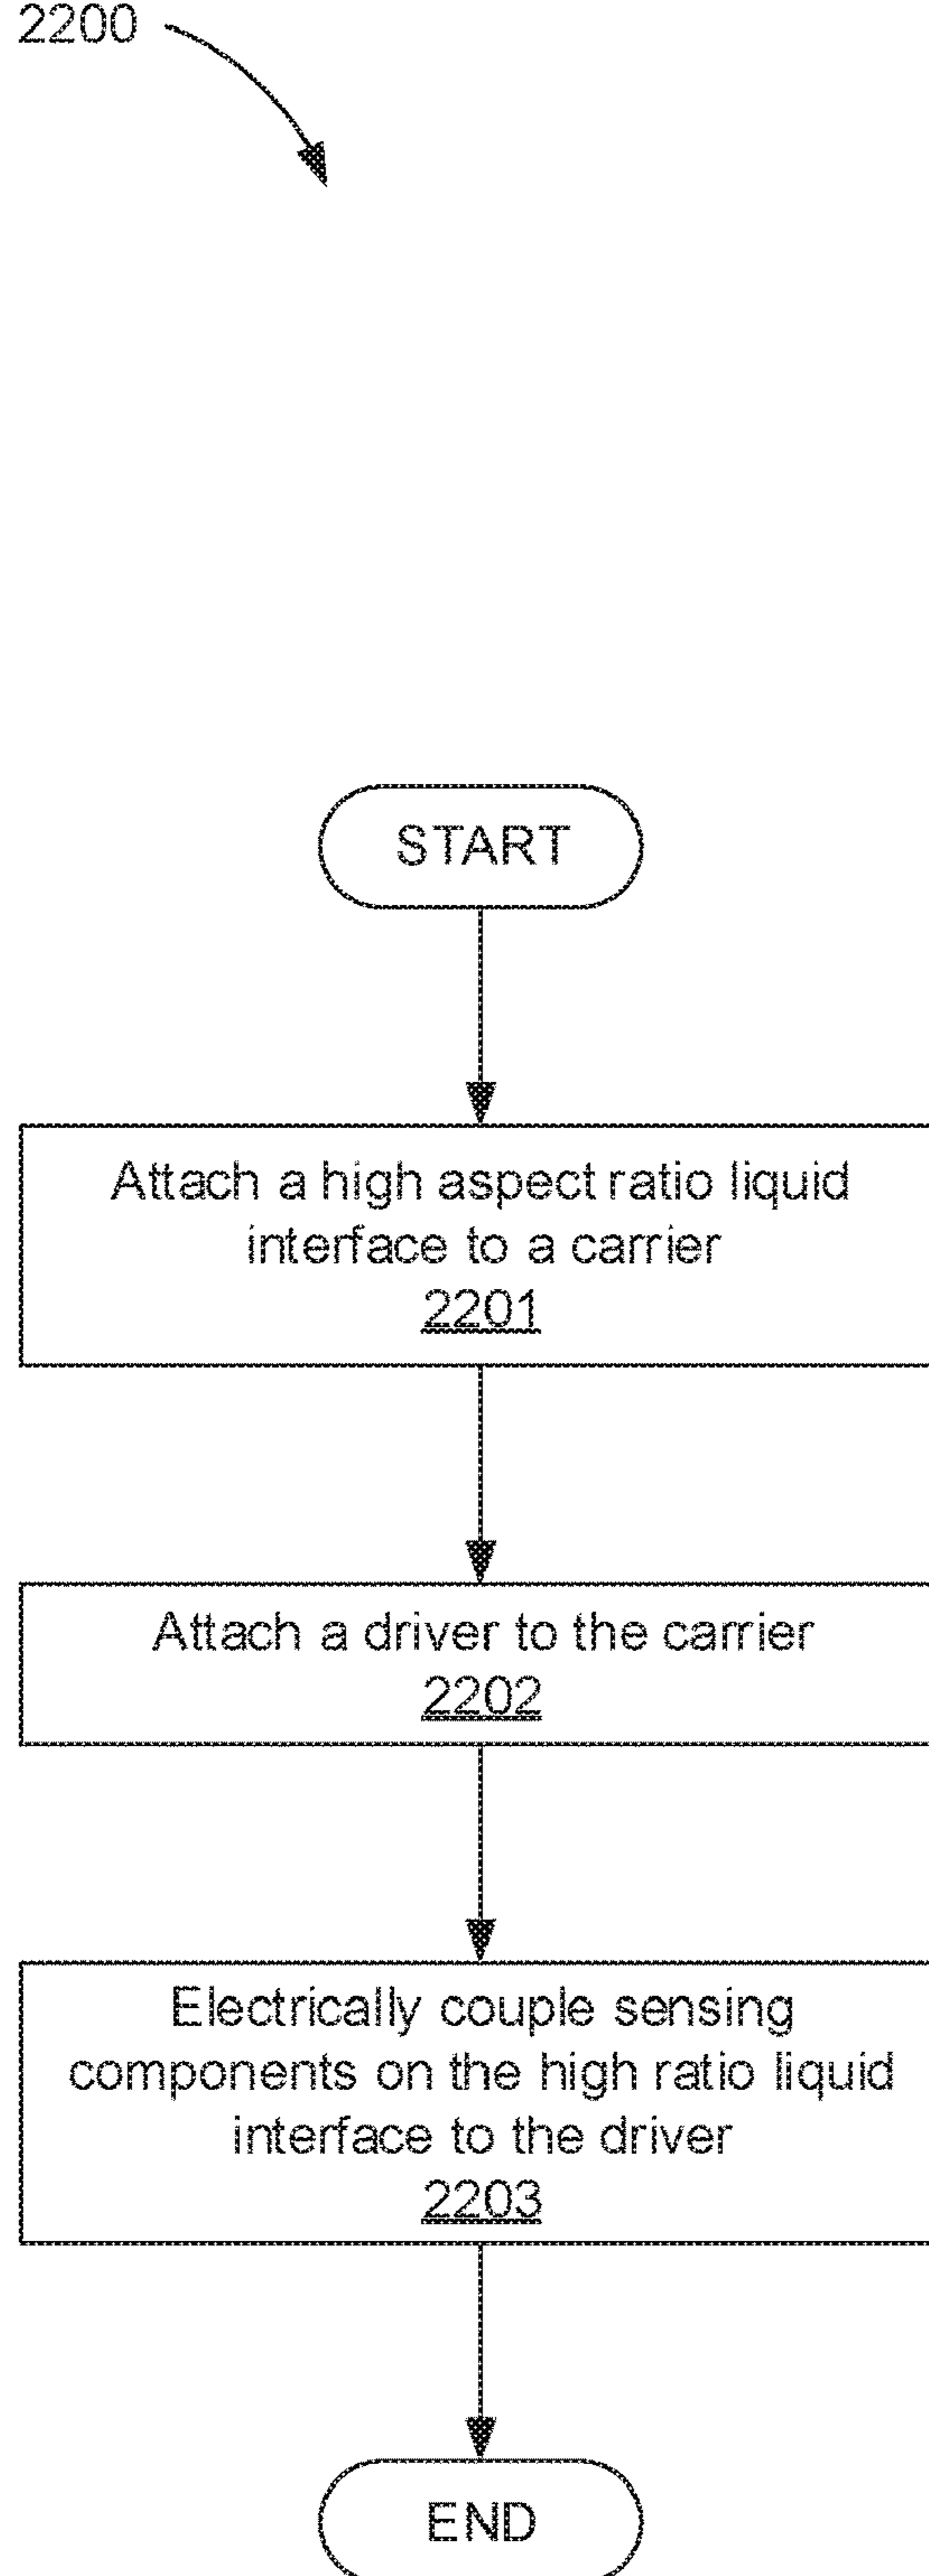 2200
START
Attach a high aspect ratio liquid
interface to a carrier
2201
Attach a driver to the carrier
2202
Electrically couple sensing
components on the high ratio liquid
interface to the driver
2203
END